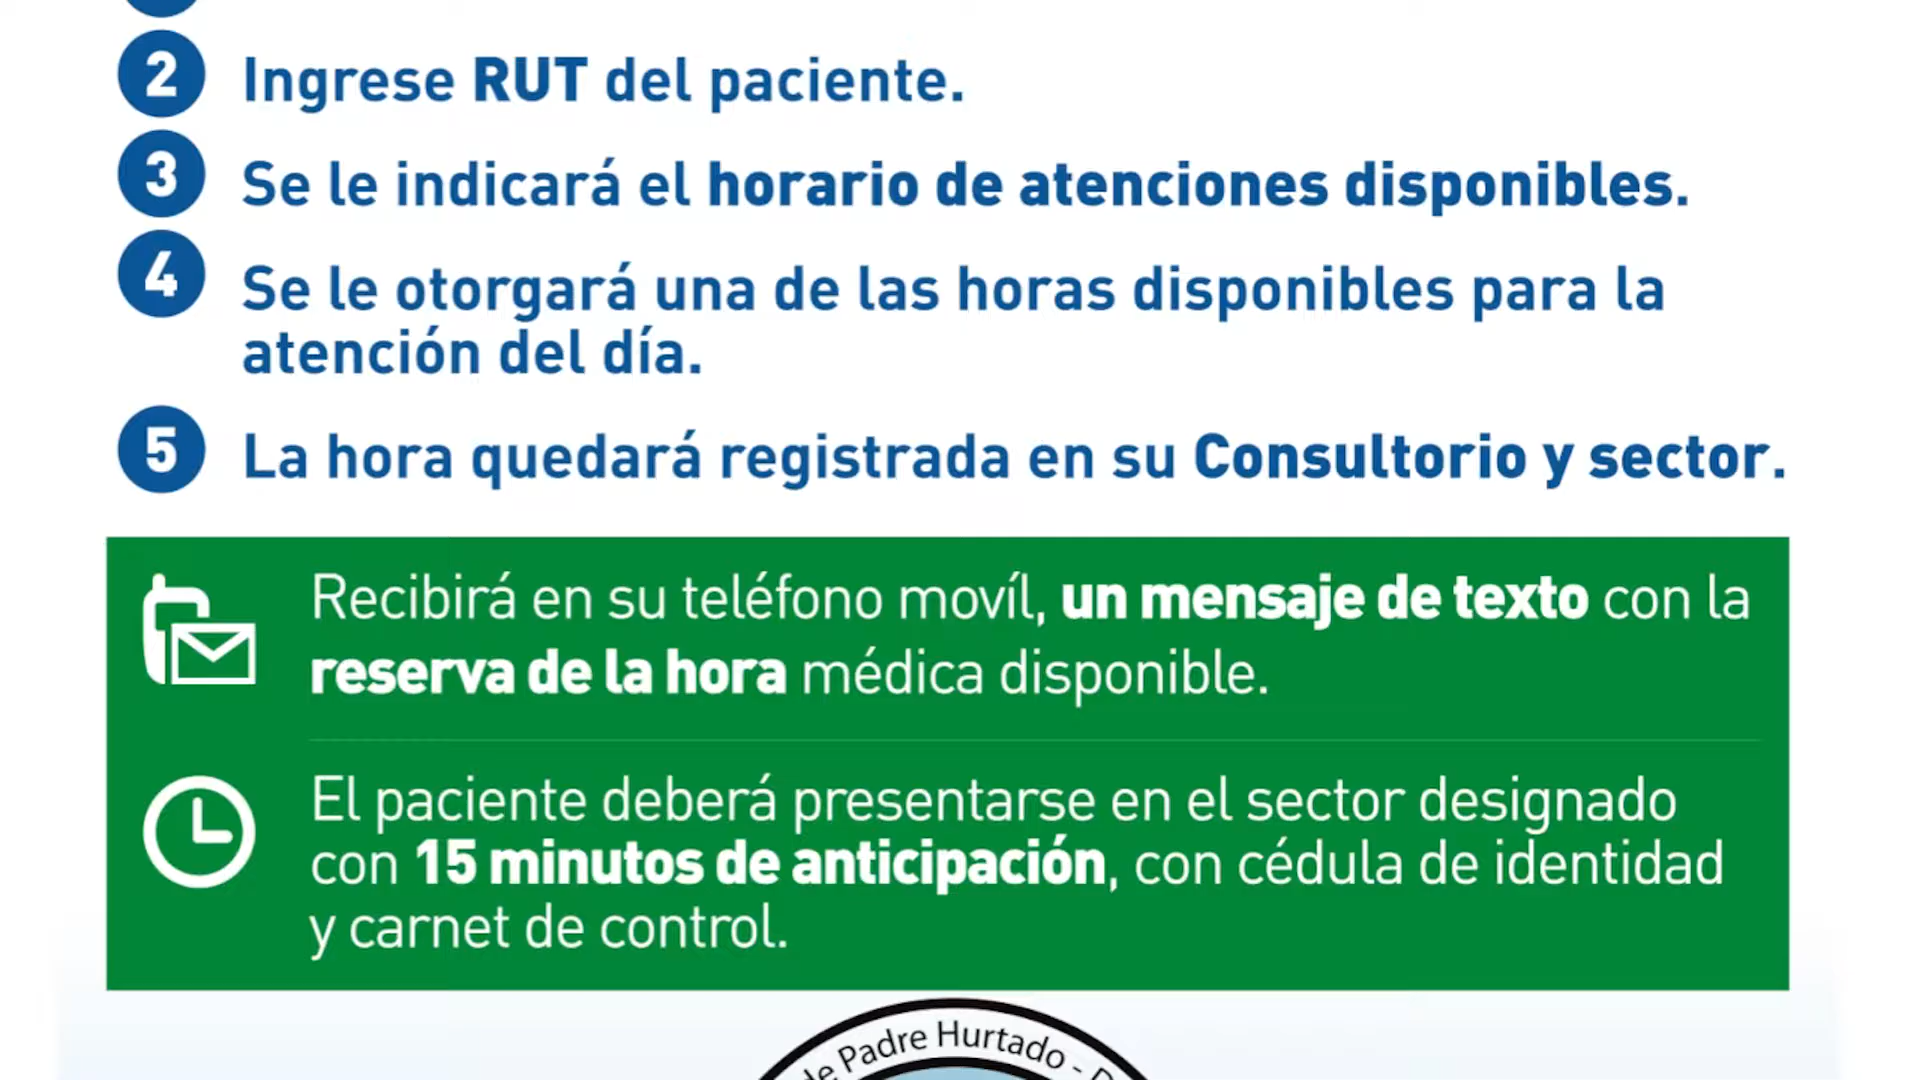 2 Ingrese RUT del paciente.
3 Se le indicará el horario de atenciones disponibles.
4 Se le otorgará una de las horas disponibles para la
atención del día.
5 La hora quedará registrada en su Consultorio y sector.
Recibirá en su teléfono movíl, un mensaje de texto con la
reserva de la hora médica disponible.
El paciente deberá presentarse en el sector designado
con 15 minutos de anticipación, con cédula de identidad
y carnet de control.
de Padre Hurtado -